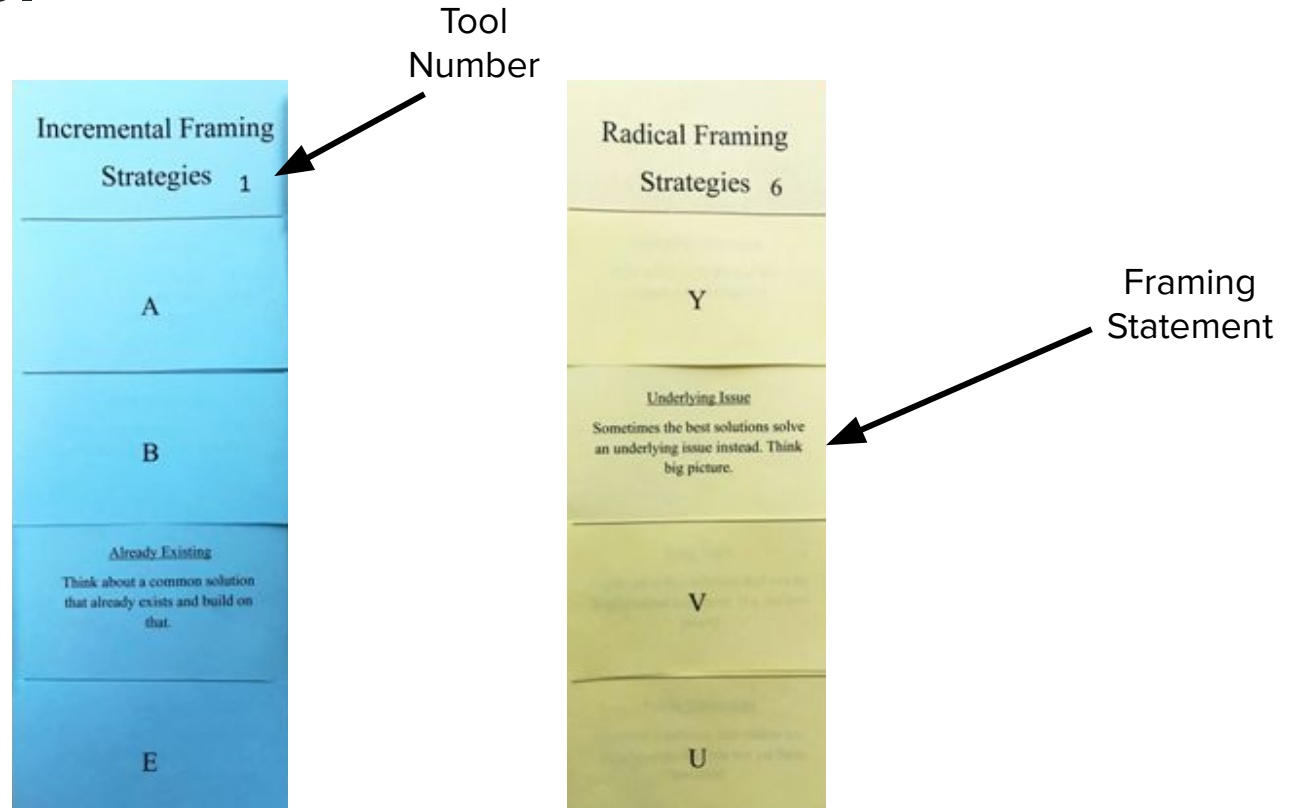 Tool
Number
Incremental Framing
Strategies 1
A
B
Already Existing
Think about a common solution
that already exists and build on
that.
E
Radical Framing
Strategies 6
Y
Underlying Issue
Sometimes the best solutions solve
an underlying issue instead. Think
big picture.
V
U
Framing
Statement